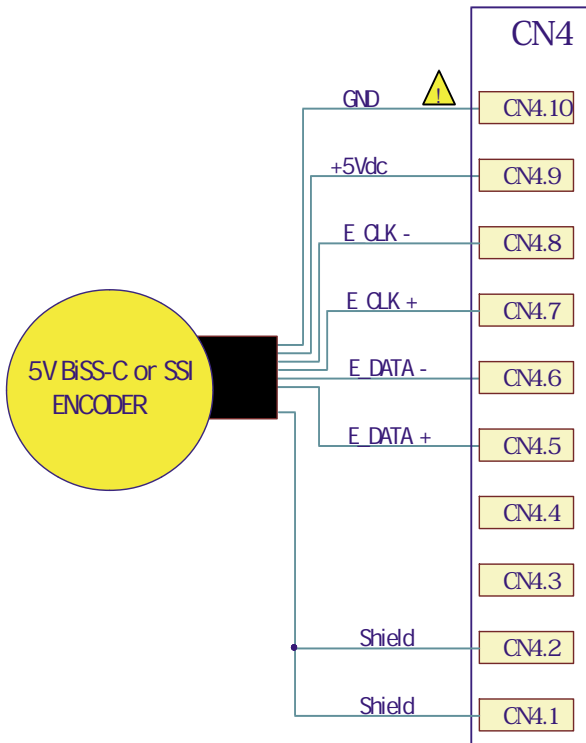 CN4
GND
!
CN4.10
+5Vdc
CN4.9
E_CLK -
CN4.8
E_CLK +
CN4.7
5V BiSS-C or SSI
ENCODER
E_DATA -
CN4.6
E_DATA +
CN4.5
CN4.4
CN4.3
Shield
CN4.2
Shield
CN4.1